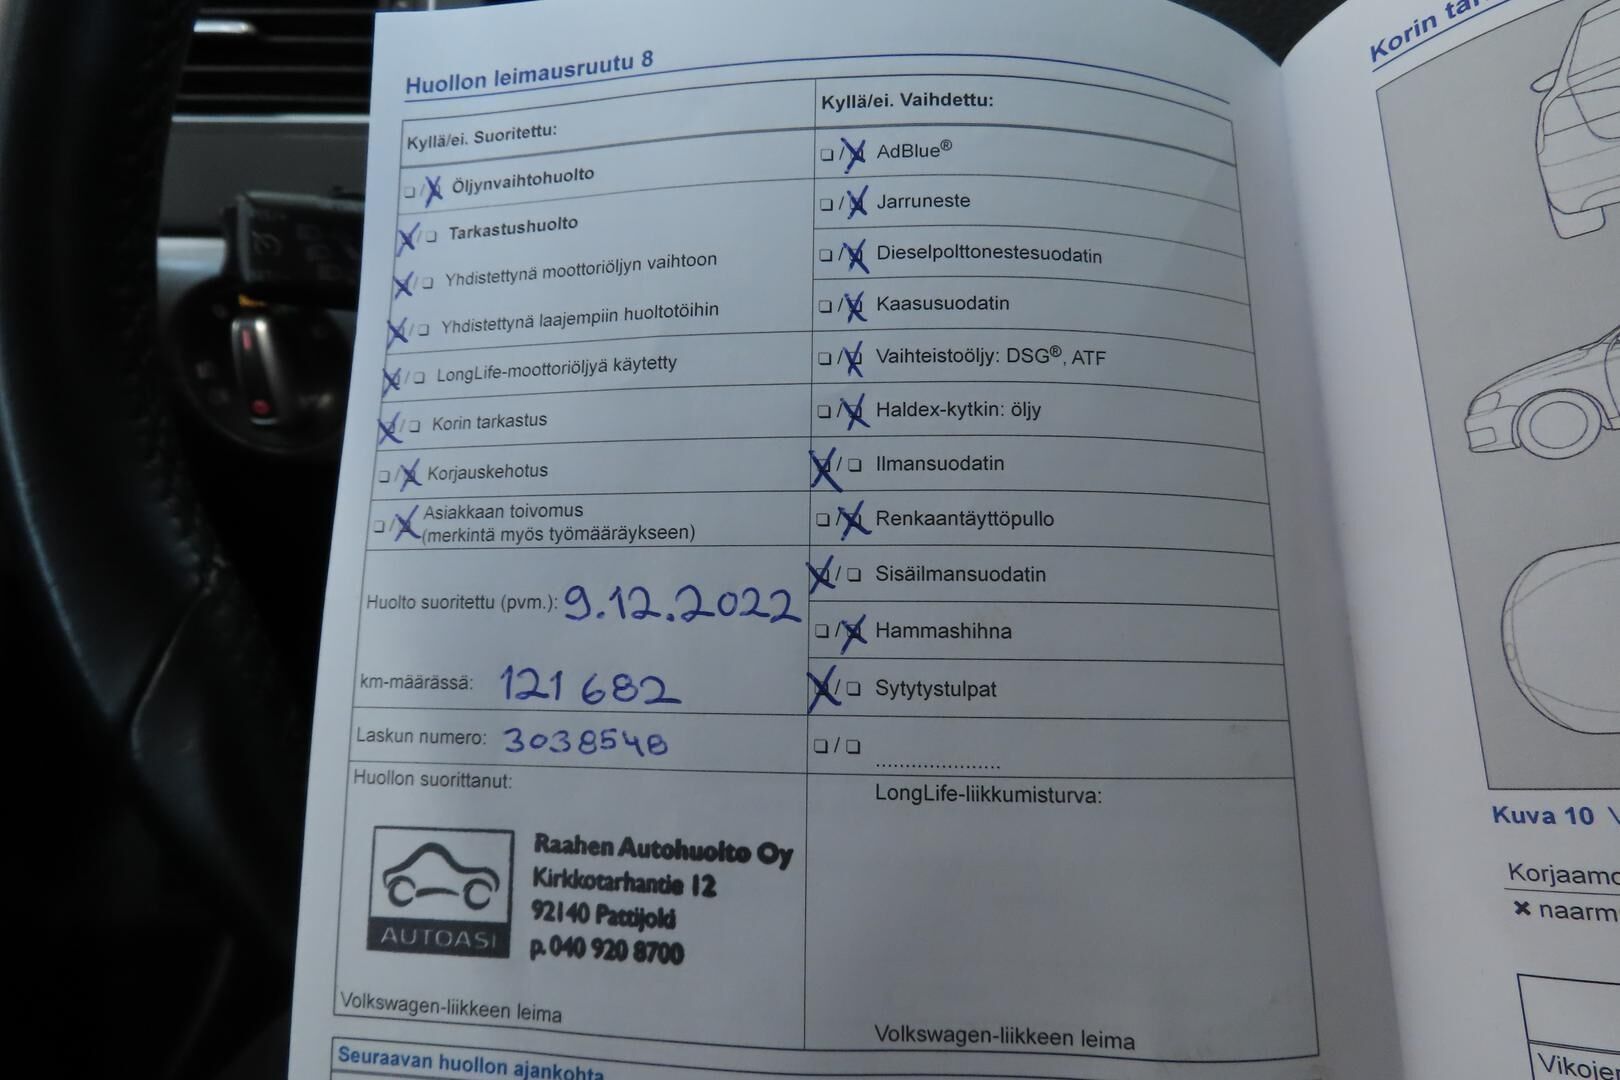 Huollon leimausruutu 8
Kyllä/ei. Suoritettu:
Öljynvaihtohuolto
Tarkastushuolto
Yhdistettynä moottoriöljyn vaihtoon
Yhdistettynä laajempiin huoltotöihin
LongLife-moottoriöljyä käytetty
Korin tarkastus
Korjauskehotus
Asiakkaan toivomus
(merkintä myös työmääräykseen)
Huolto suoritettu (pvm.): 9.12.2022
km-määrässä: 121 682
Laskun numero: 3038548
Huollon suorittanut:
AUTOASI
Raahen Autohuolto Oy
Kirkkotarhantie 12
92140 Pattijoki
p. 040 920 8700
Volkswagen-liikkeen leima
Kyllä/ei. Vaihdettu:
AdBlue®
Jarruneste
Dieselpolttonestesuodatin
Kaasusuodatin
Vaihteistoöljy: DSG®, ATF
Haldex-kytkin: öljy
Ilmansuodatin
Renkaantäyttöpullo
Sisäilmansuodatin
Hammashihna
Sytytystulpat
....................
LongLife-liikkumisturva:
Volkswagen-liikkeen leima
Seuraavan huollon ajankohta
Korin
Kuva 10